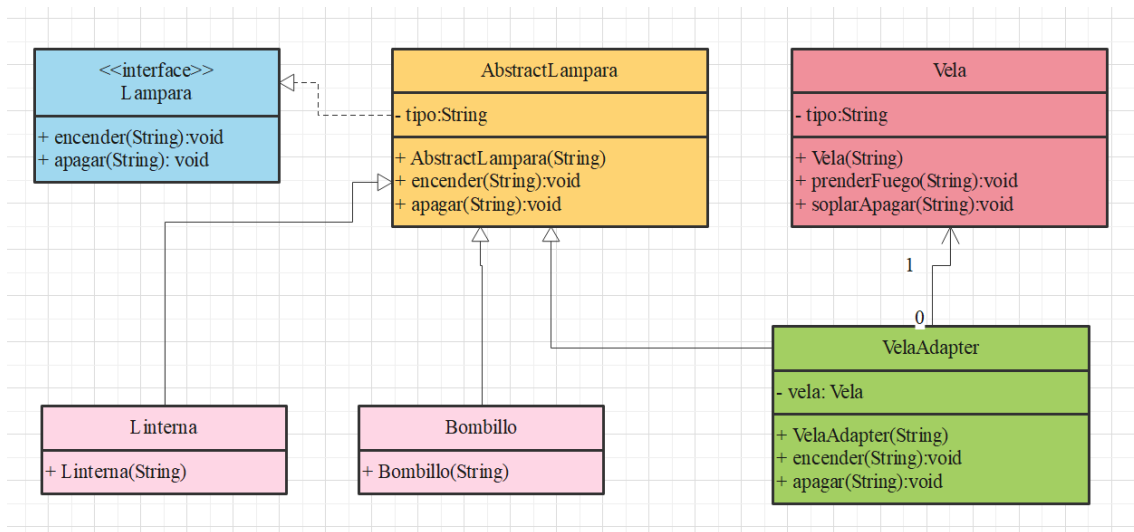 <<interface>>
Lampara
+ encender(String):void
+ apagar(String): void
AbstractLampara
- tipo:String
+ AbstractLampara(String)
+ encender(String):void
+ apagar(String):void
Vela
- tipo:String
+ Vela(String)
+ prenderFuego(String):void
+ soplarApagar(String):void
1
0
VelaAdapter
- vela: Vela
+ VelaAdapter(String)
+ encender(String):void
+ apagar(String):void
Linterna
+ Linterna(String)
Bombillo
+ Bombillo(String)